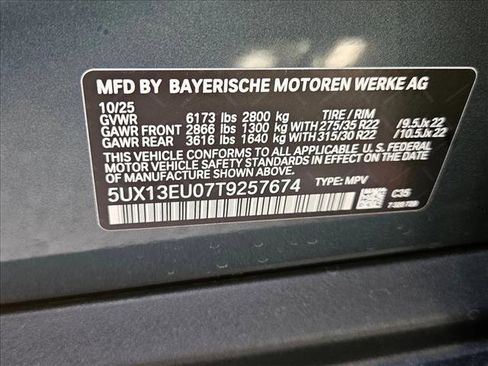 MFD BY BAYERISCHE MOTOREN WERKE AG
10/25
GVWR 6173 lbs 2800 kg TIRE / RIM
GAWR FRONT 2866 lbs 1300 kg WITH 275/35 R22 / 9.5Jx22
GAWR REAR 3616 lbs 1640 kg WITH 315/30 R22 / 10.5Jx22
THIS VEHICLE CONFORMS TO ALL APPLICABLE U.S. FEDERAL
MOTOR VEHICLE SAFETY STANDARDS IN EFFECT ON THE
DATE OF MANUFACTURE SHOWN ABOVE.
5UX13EU07T9257674 TYPE: MPV
C35